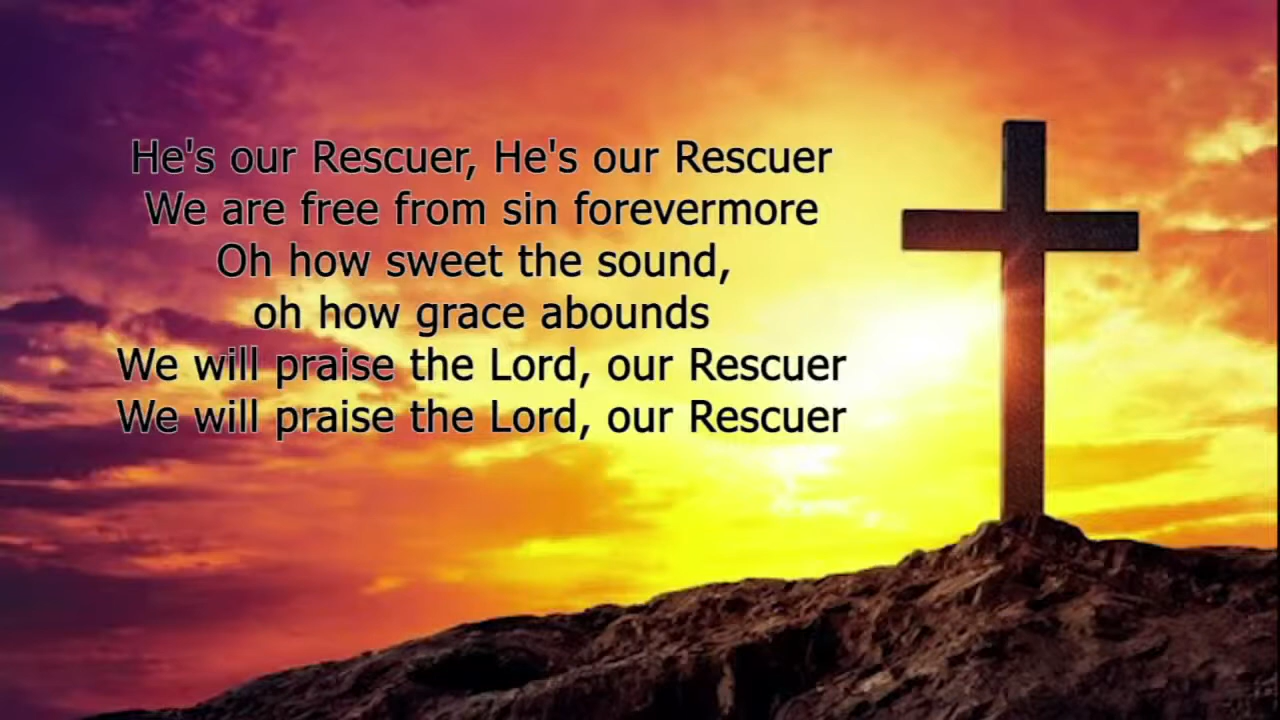 He's our Rescuer, He's our Rescuer
We are free from sin forevermore
Oh how sweet the sound,
oh how grace abounds
We will praise the Lord, our Rescuer
We will praise the Lord, our Rescuer